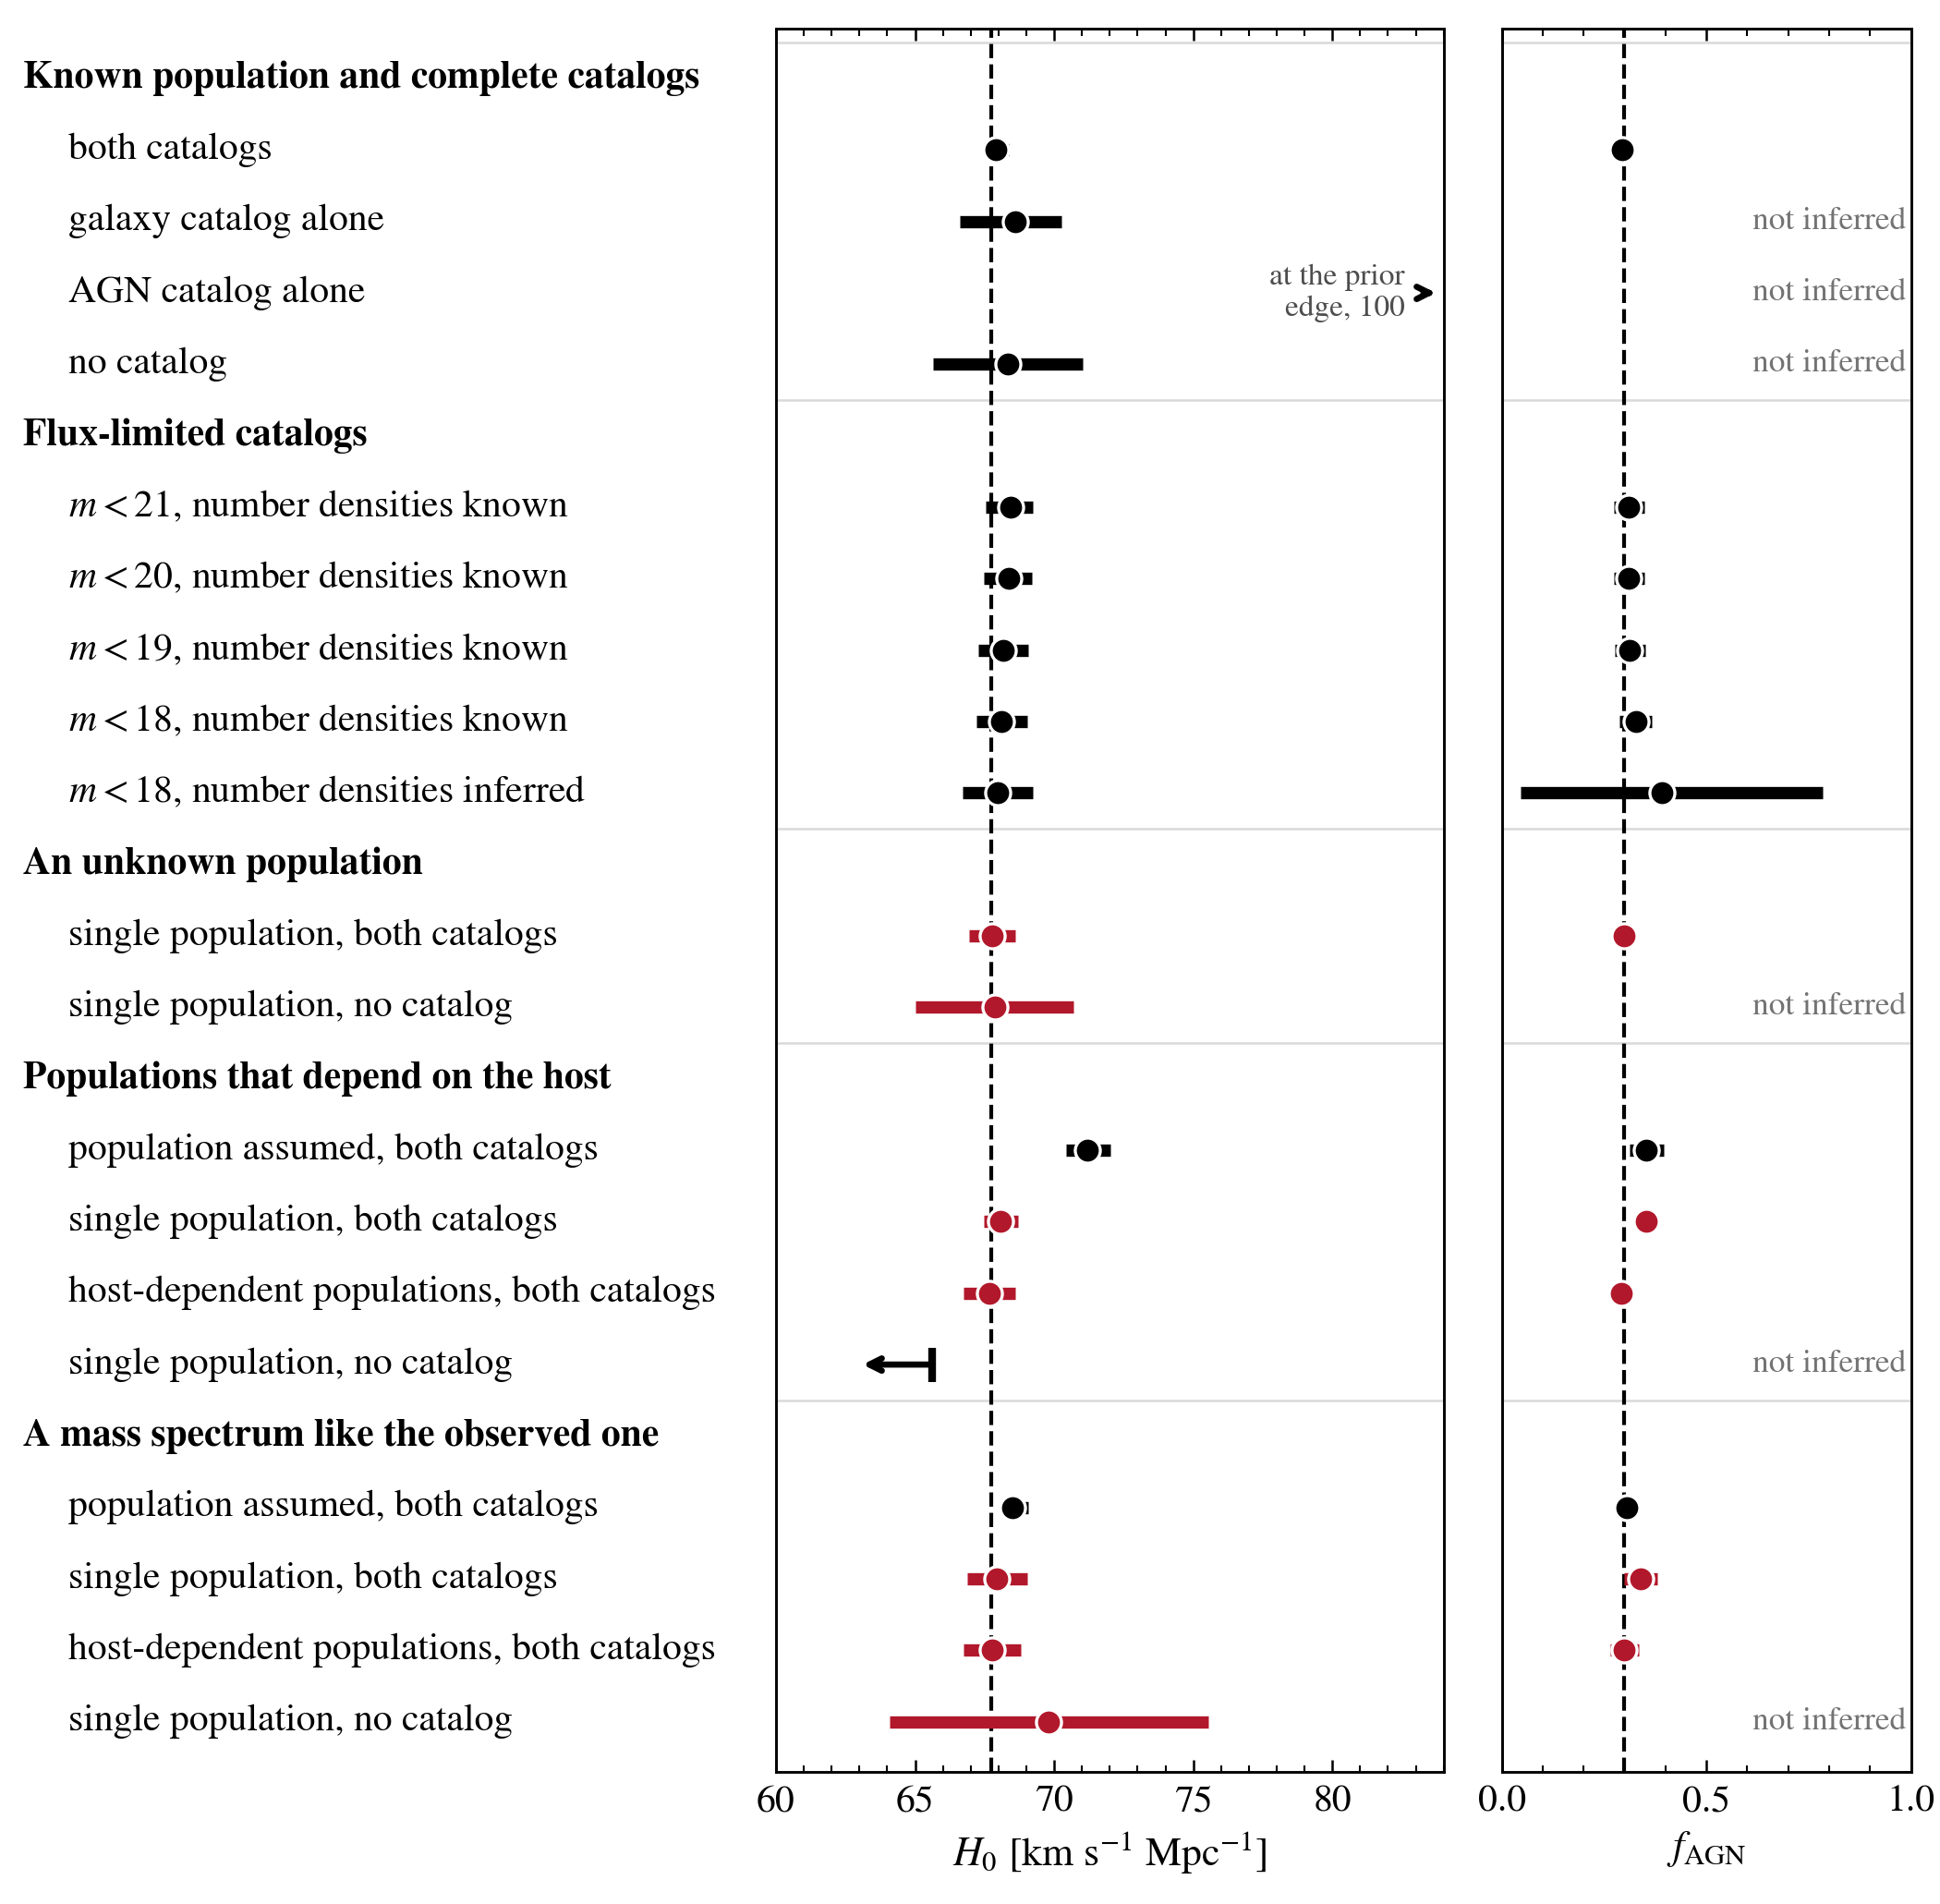 Known population and complete catalogs
both catalogs
galaxy catalog alone
not inferred
AGN catalog alone
at the prior
edge, 100
not inferred
no catalog
not inferred
Flux-limited catalogs
m < 21, number densities known
m < 20, number densities known
m < 19, number densities known
m < 18, number densities known
m < 18, number densities inferred
An unknown population
single population, both catalogs
single population, no catalog
not inferred
Populations that depend on the host
population assumed, both catalogs
single population, both catalogs
host-dependent populations, both catalogs
single population, no catalog
not inferred
A mass spectrum like the observed one
population assumed, both catalogs
single population, both catalogs
host-dependent populations, both catalogs
single population, no catalog
not inferred
60 65 70 75 80
0.0 0.5 1.0
H₀ [km s⁻¹ Mpc⁻¹]
f_AGN